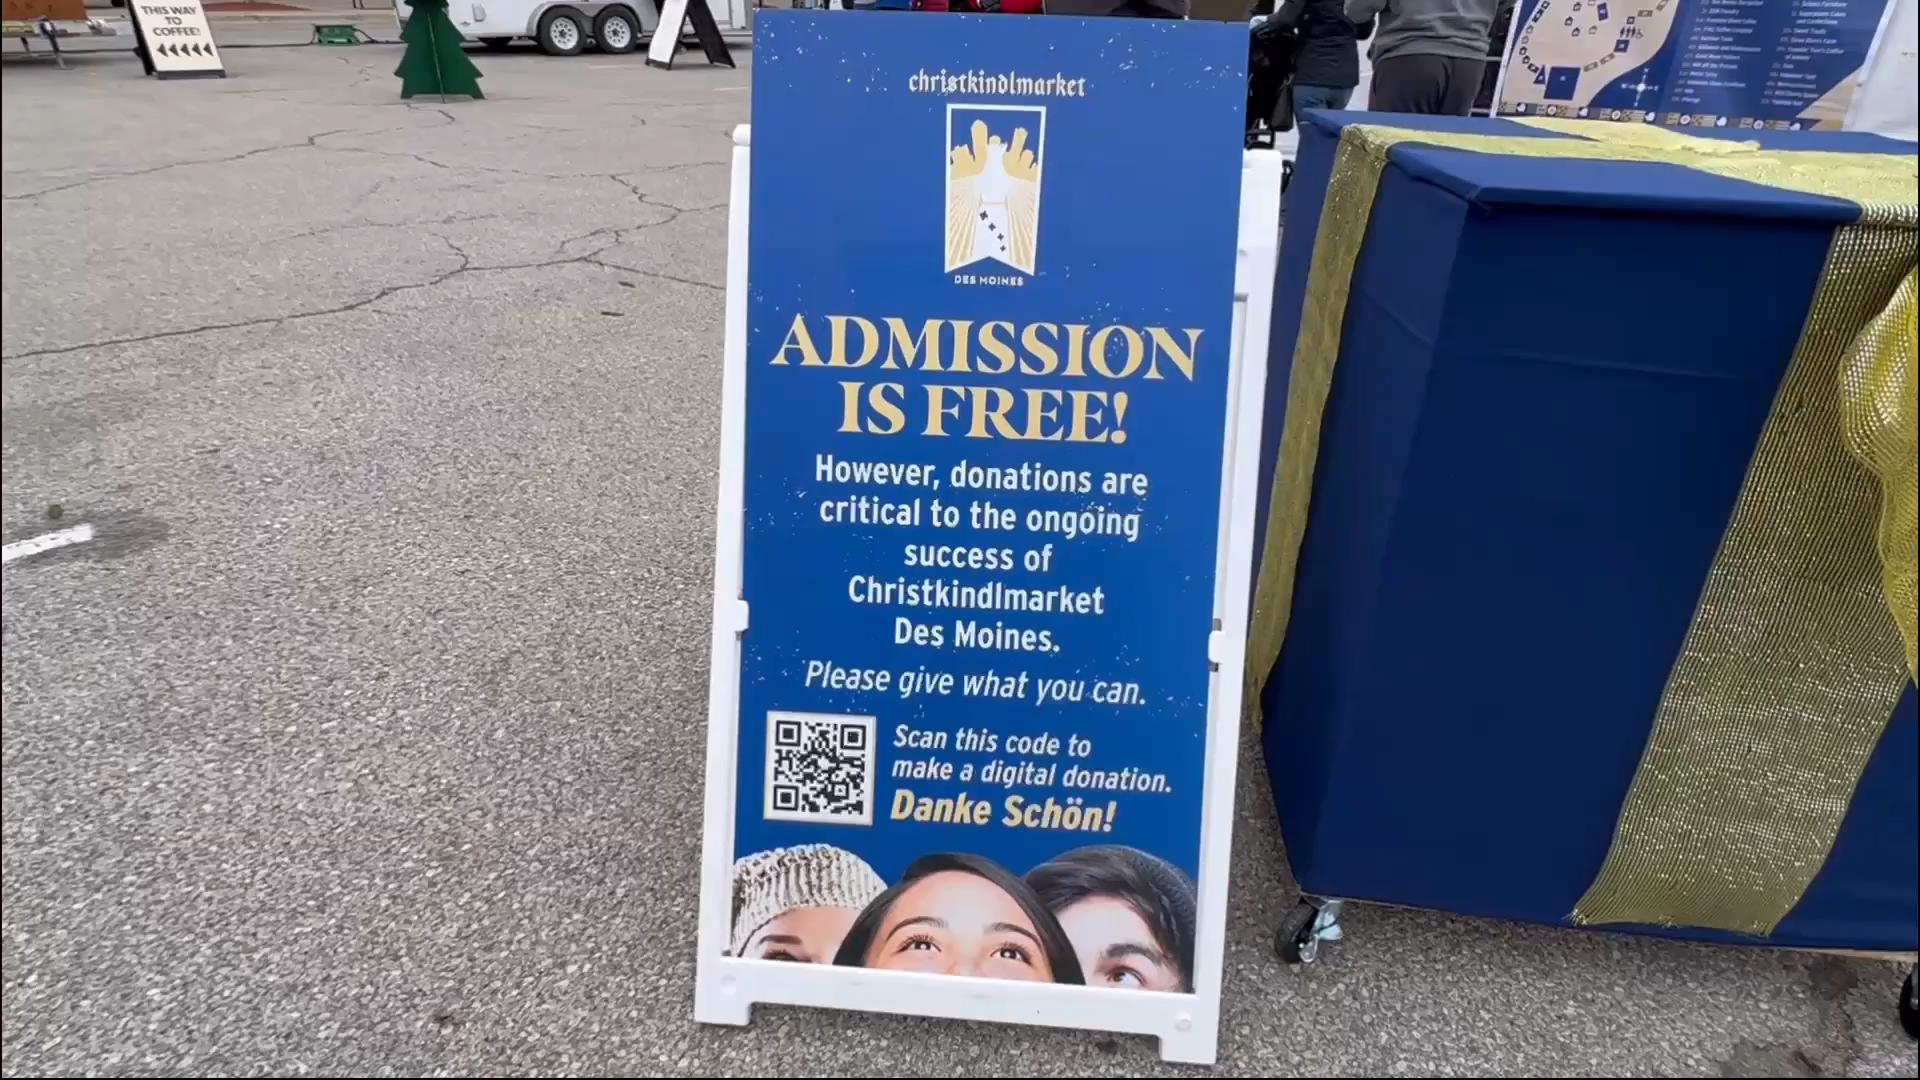 THIS WAY
TO
COFFEE!
christkindlmarket
DES MOINES
ADMISSION
IS FREE!
However, donations are
critical to the ongoing
success of
Christkindlmarket
Des Moines.
Please give what you can.
Scan this code to
make a digital donation.
Danke Schön!